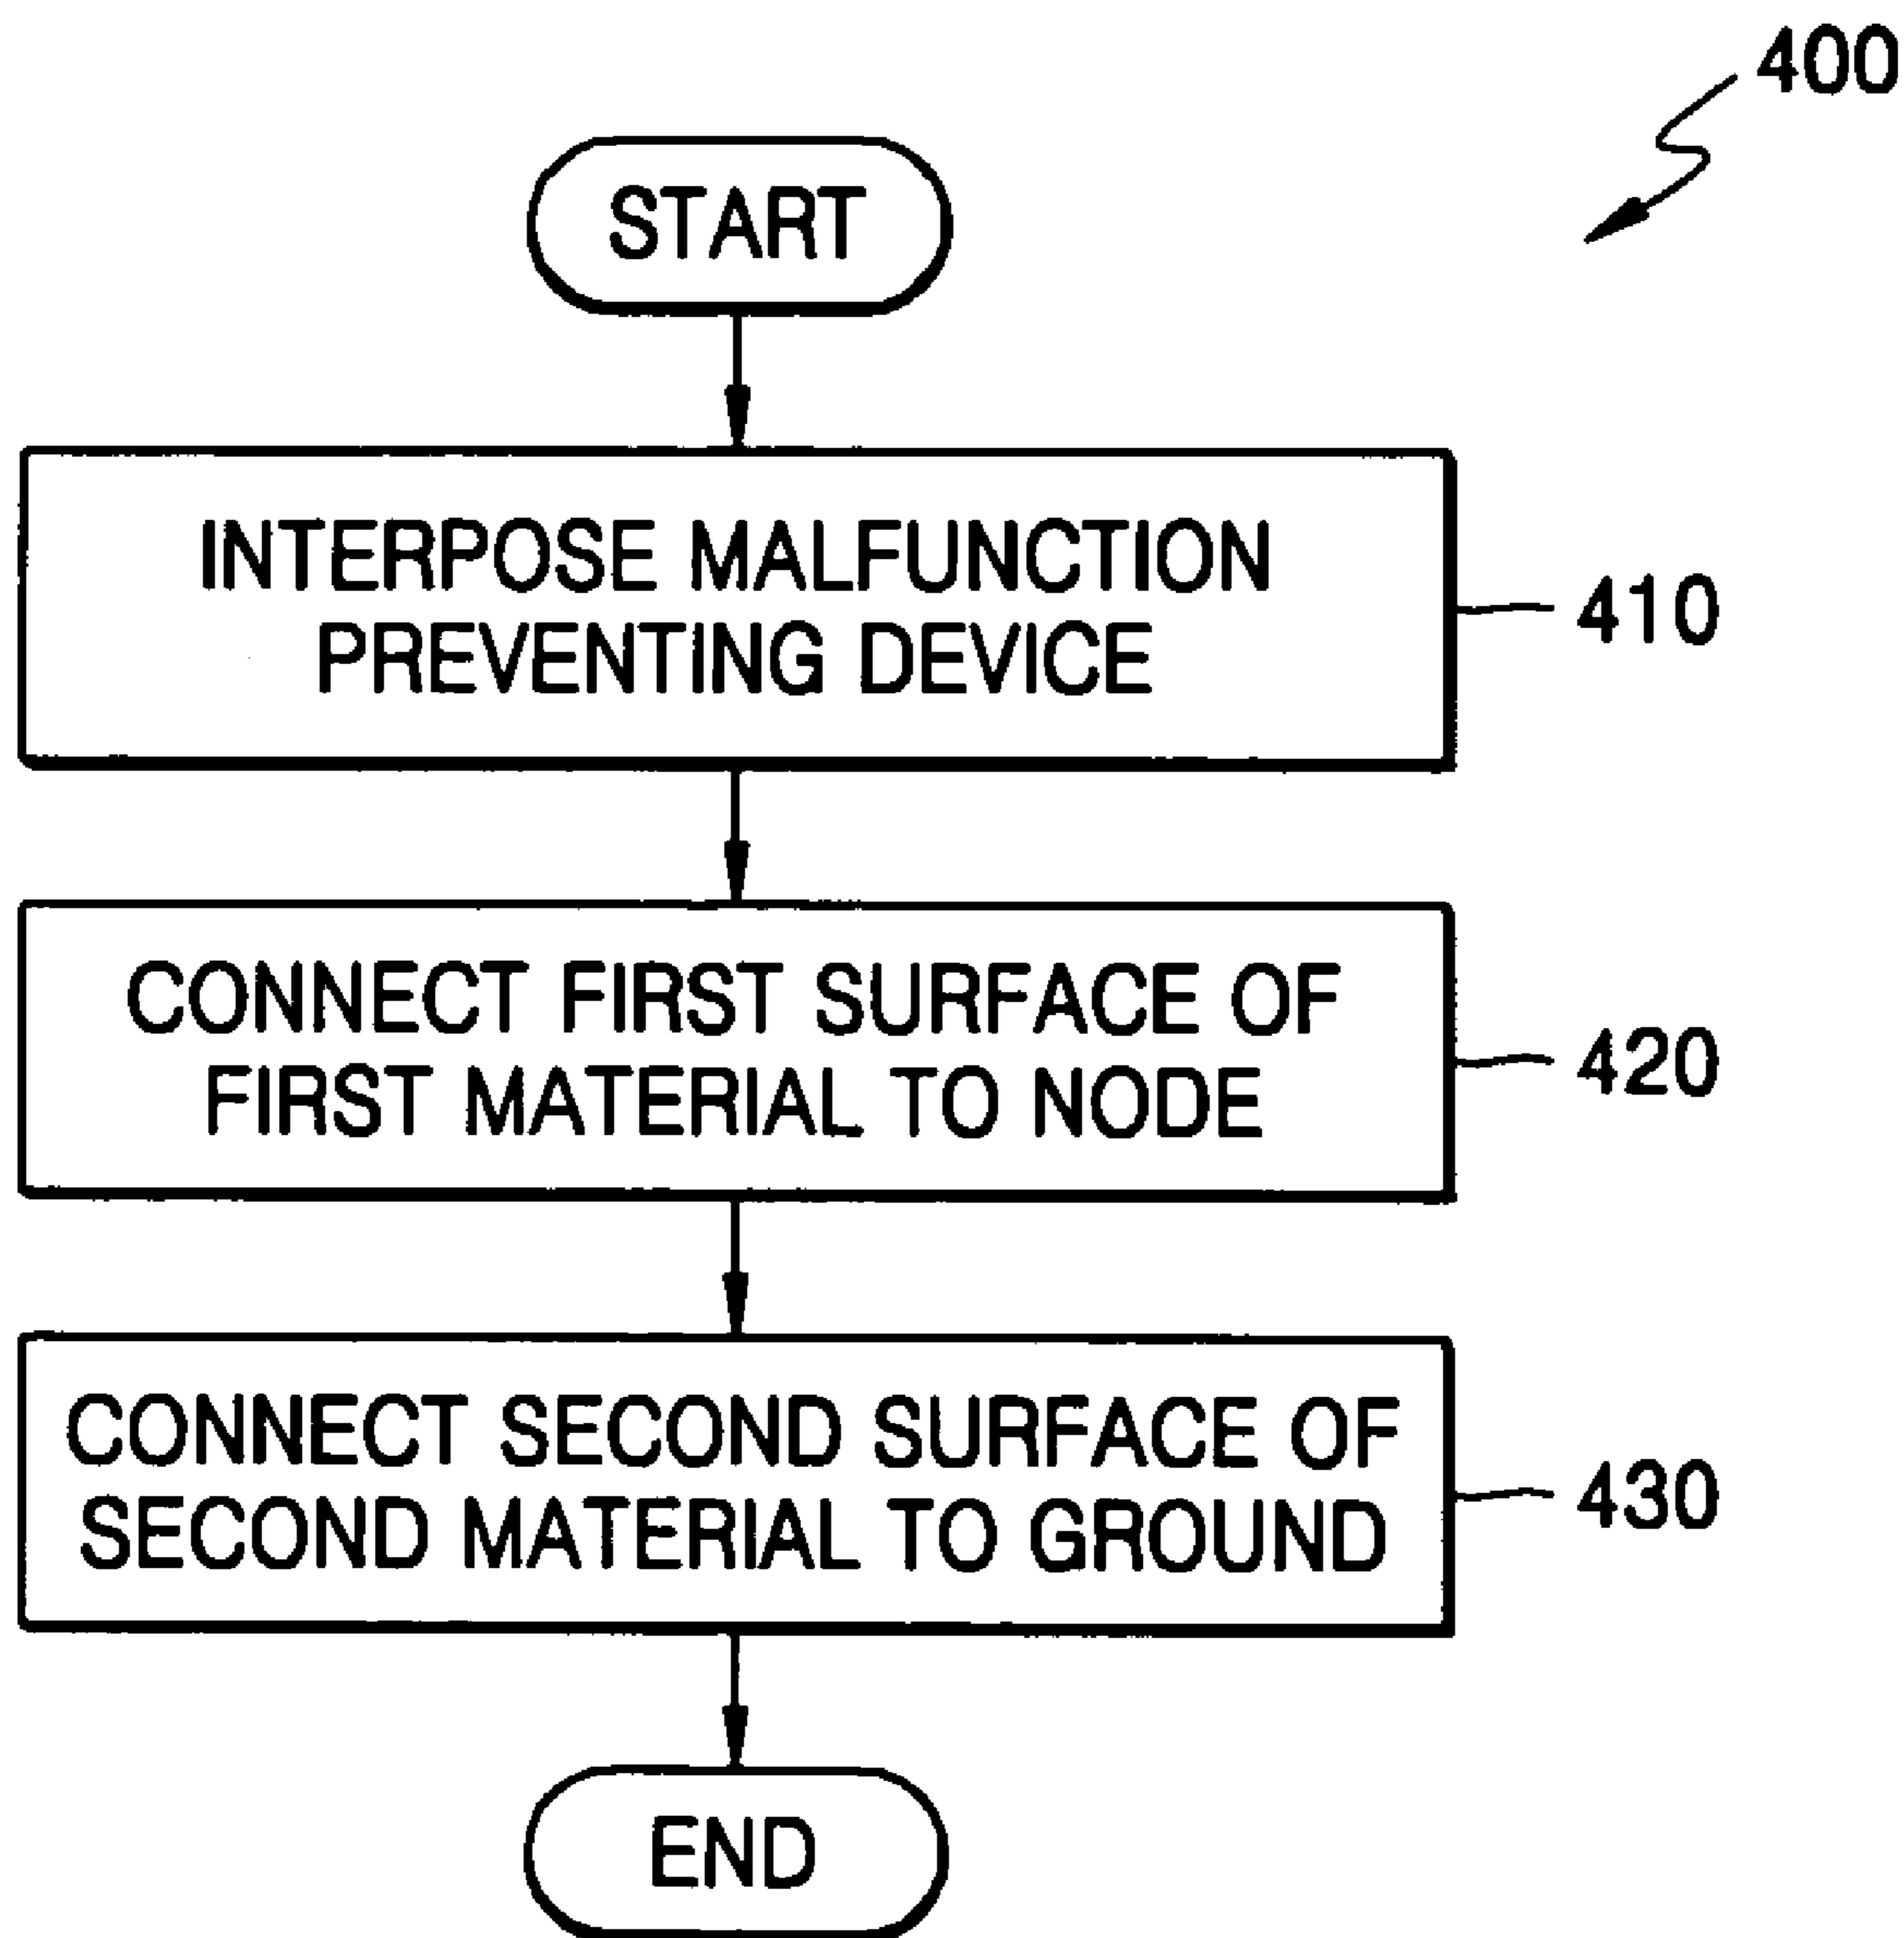 400
START
INTERPOSE MALFUNCTION
PREVENTING DEVICE
410
CONNECT FIRST SURFACE OF
FIRST MATERIAL TO NODE
420
CONNECT SECOND SURFACE OF
SECOND MATERIAL TO GROUND
430
END